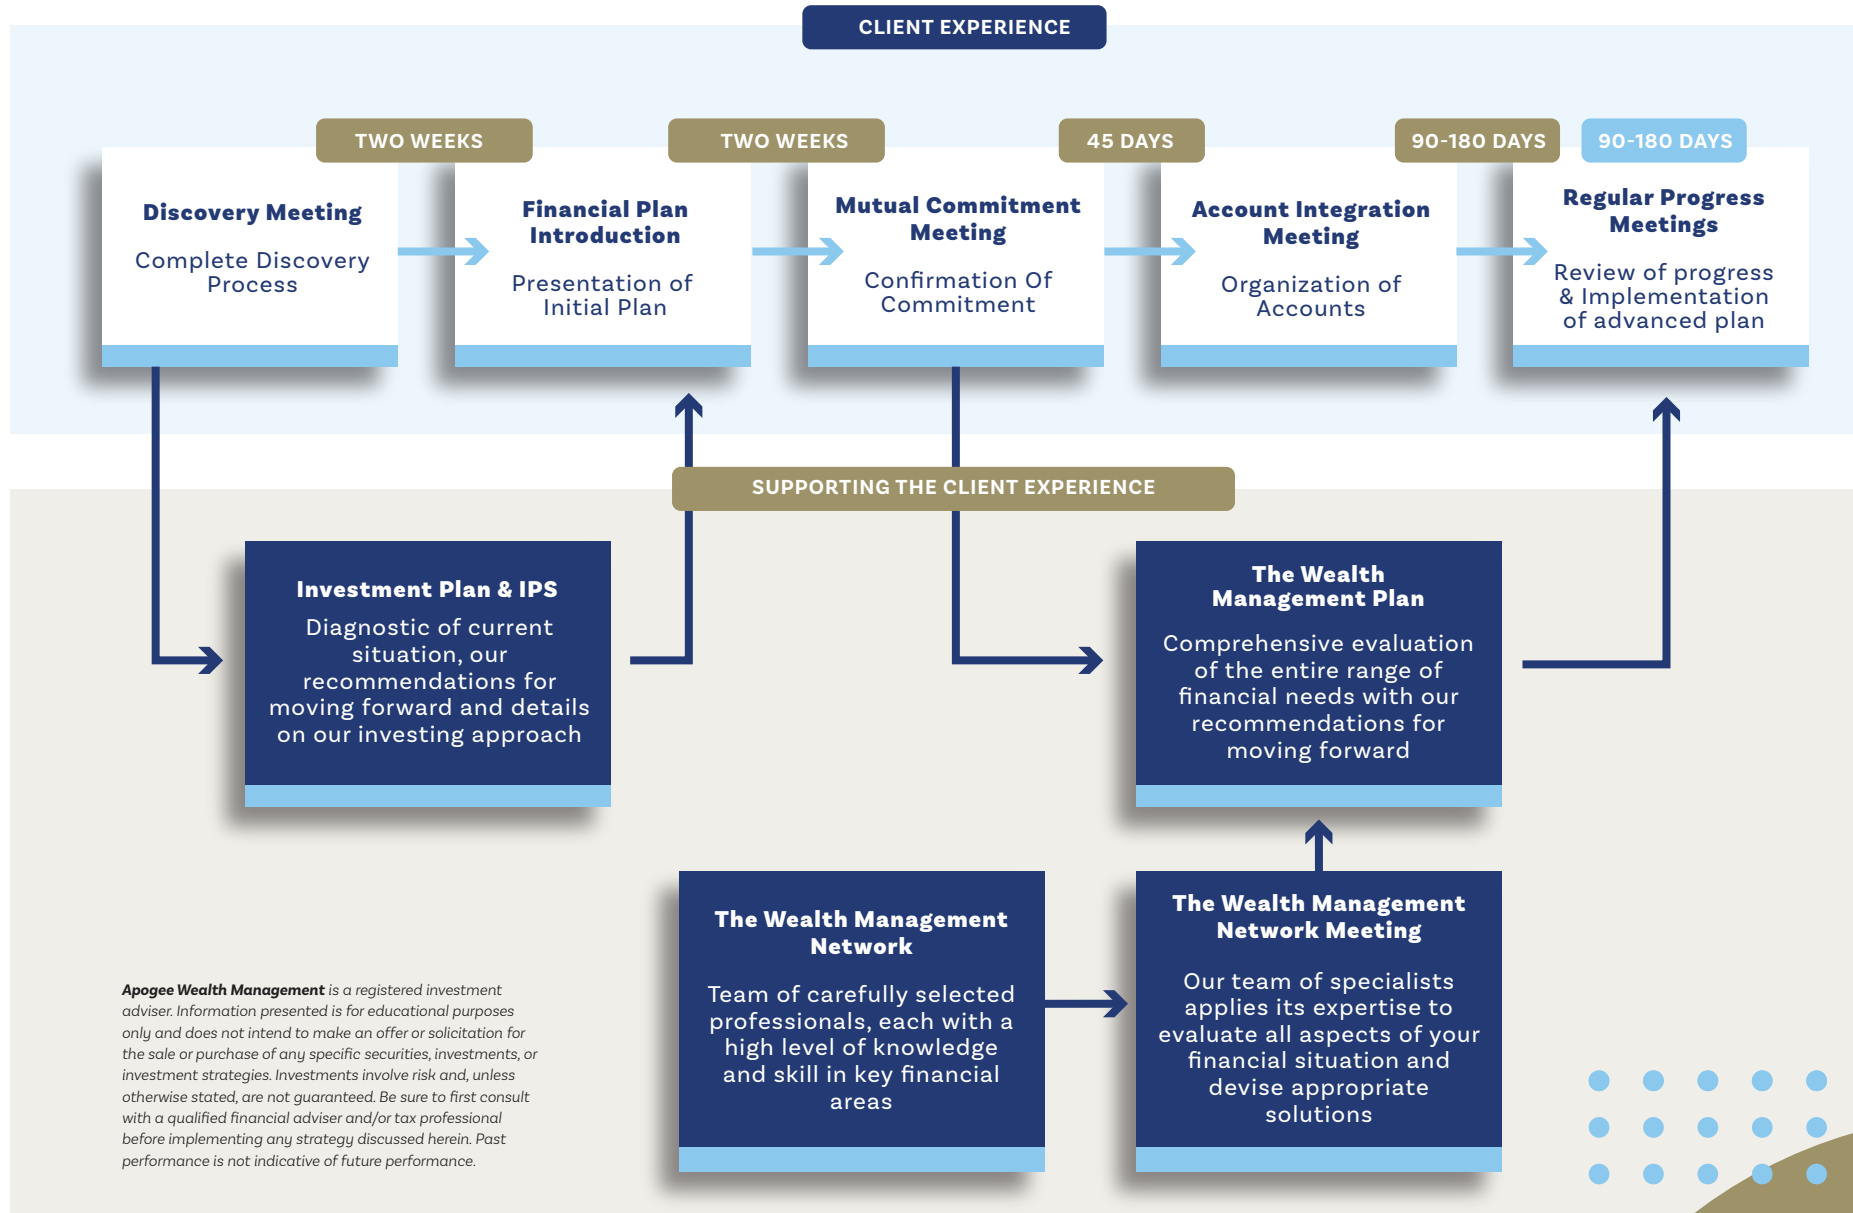 CLIENT EXPERIENCE
TWO WEEKS
TWO WEEKS
45 DAYS
90-180 DAYS
90-180 DAYS
Discovery Meeting
Complete Discovery
Process
Financial Plan
Introduction
Presentation of
Initial Plan
Mutual Commitment
Meeting
Confirmation Of
Commitment
Account Integration
Meeting
Organization of
Accounts
Regular Progress
Meetings
Review of progress
& Implementation
of advanced plan
SUPPORTING THE CLIENT EXPERIENCE
Investment Plan & IPS
Diagnostic of current
situation, our
recommendations for
moving forward and details
on our investing approach
The Wealth
Management Plan
Comprehensive evaluation
of the entire range of
financial needs with our
recommendations for
moving forward
The Wealth Management
Network
Team of carefully selected
professionals, each with a
high level of knowledge
and skill in key financial
areas
The Wealth Management
Network Meeting
Our team of specialists
applies its expertise to
evaluate all aspects of your
financial situation and
devise appropriate
solutions
Apogee Wealth Management is a registered investment
adviser. Information presented is for educational purposes
only and does not intend to make an offer or solicitation for
the sale or purchase of any specific securities, investments, or
investment strategies. Investments involve risk and, unless
otherwise stated, are not guaranteed. Be sure to first consult
with a qualified financial adviser and/or tax professional
before implementing any strategy discussed herein. Past
performance is not indicative of future performance.